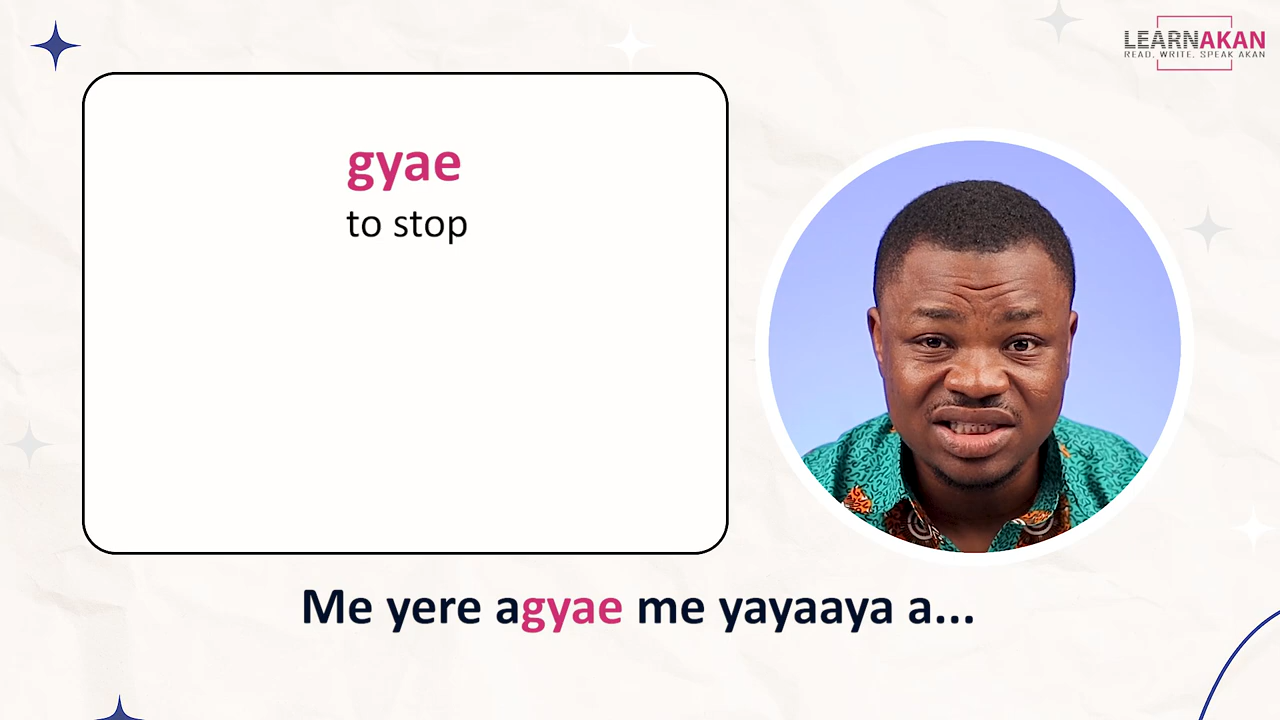 LEARNAKAN
READ, WRITE, SPEAK AKAN
gyae
to stop
Me yere agyae me yayaaya a...